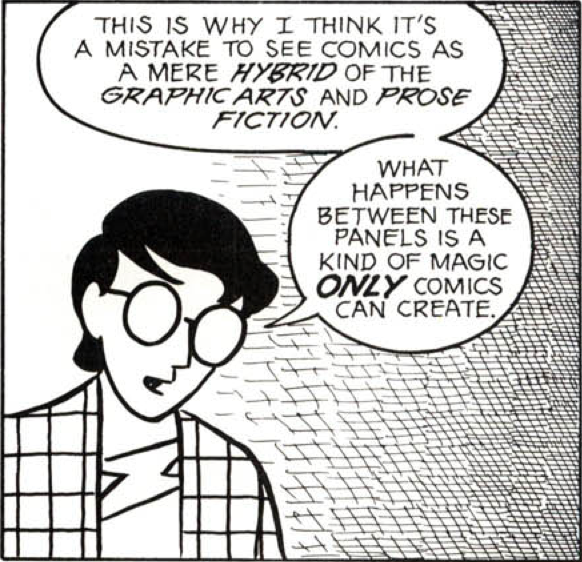 THIS IS WHY I THINK IT'S
A MISTAKE TO SEE COMICS AS
A MERE HYBRID OF THE
GRAPHIC ARTS AND PROSE
FICTION.
WHAT
HAPPENS
BETWEEN THESE
PANELS IS A
KIND OF MAGIC
ONLY COMICS
CAN CREATE.